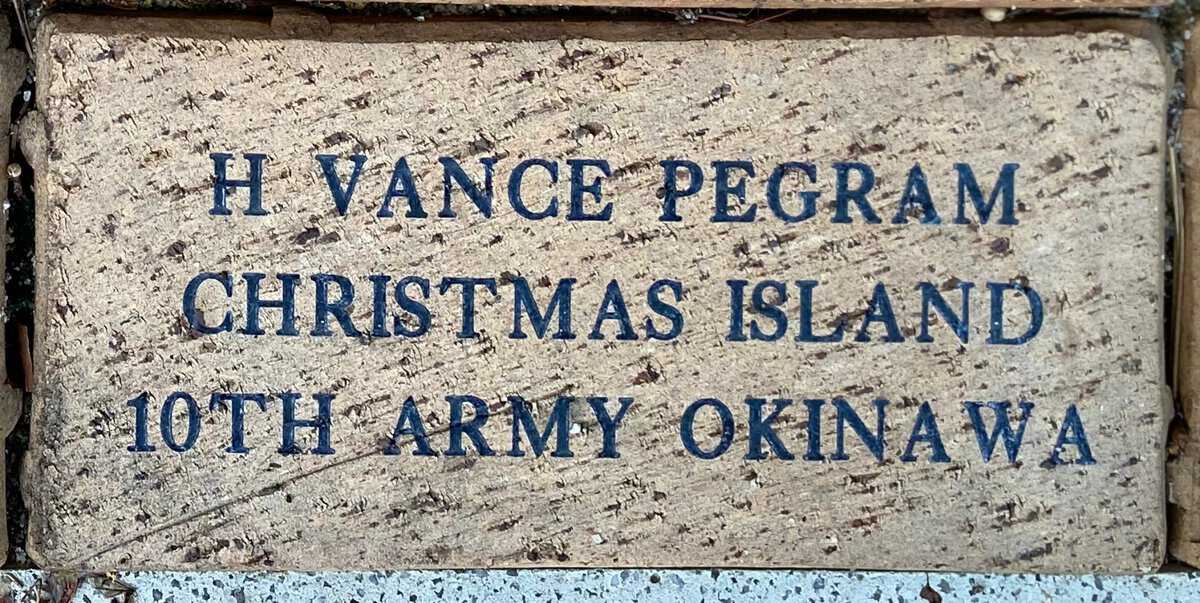 H VANCE PEGRAM
CHRISTMAS ISLAND
10TH ARMY OKINAWA